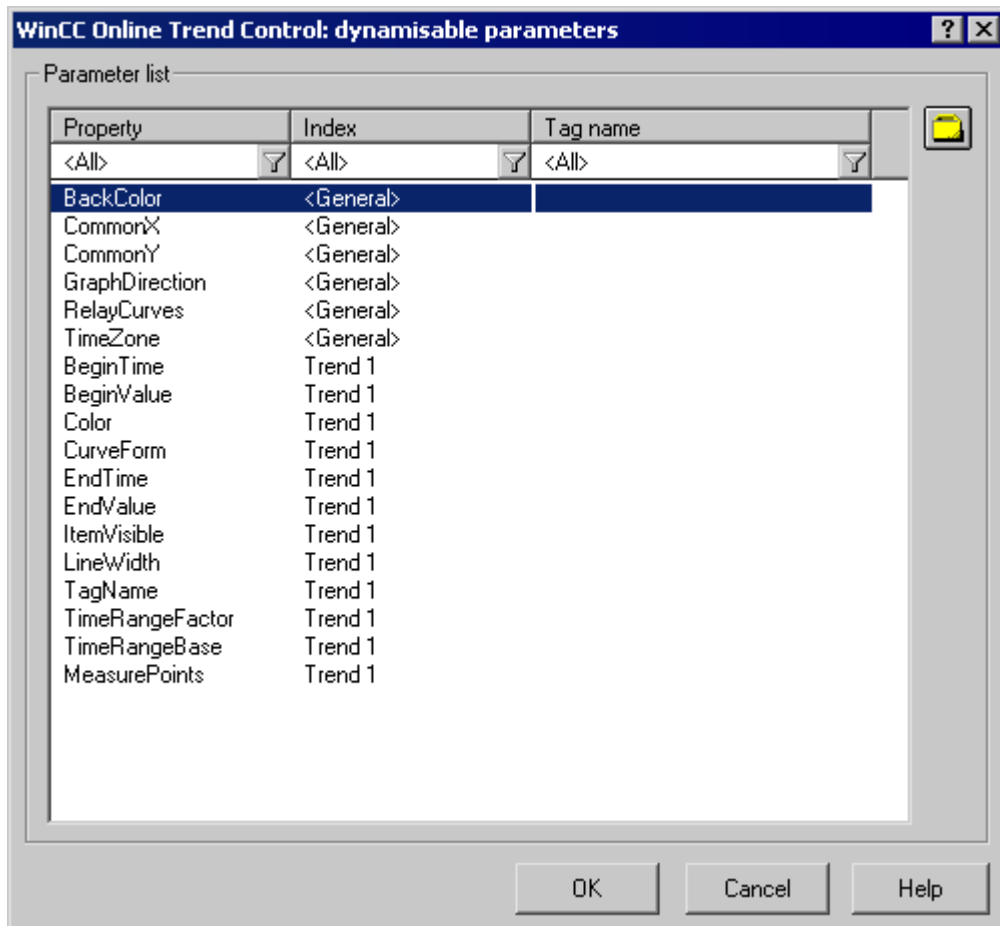 WinCC Online Trend Control: dynamisable parameters
Parameter list
Property Index Tag name
<All> <All> <All>
BackColor <General>
CommonX <General>
CommonY <General>
GraphDirection <General>
RelayCurves <General>
TimeZone <General>
BeginTime Trend 1
BeginValue Trend 1
Color Trend 1
CurveForm Trend 1
EndTime Trend 1
EndValue Trend 1
ItemVisible Trend 1
LineWidth Trend 1
TagName Trend 1
TimeRangeFactor Trend 1
TimeRangeBase Trend 1
MeasurePoints Trend 1
OK Cancel Help